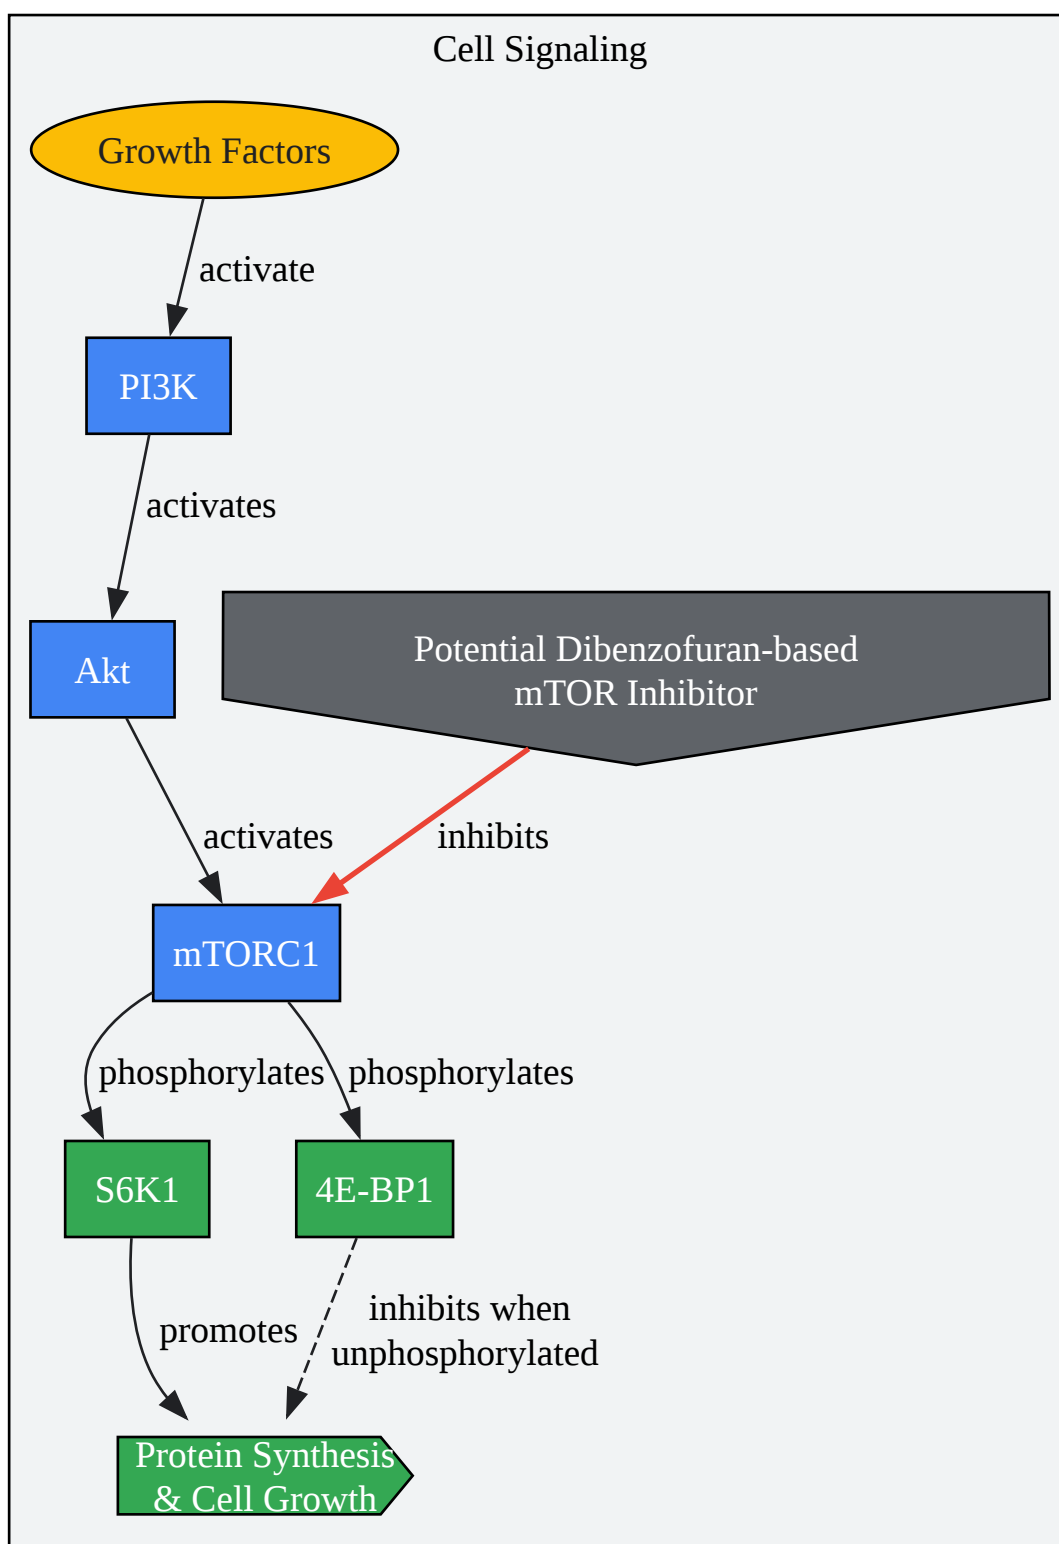 Cell Signaling
Growth Factors
activate
PI3K
activates
Akt
Potential Dibenzofuran-based
mTOR Inhibitor
activates
inhibits
mTORC1
phosphorylates
phosphorylates
S6K1
4E-BP1
promotes
inhibits when
unphosphorylated
Protein Synthesis
& Cell Growth